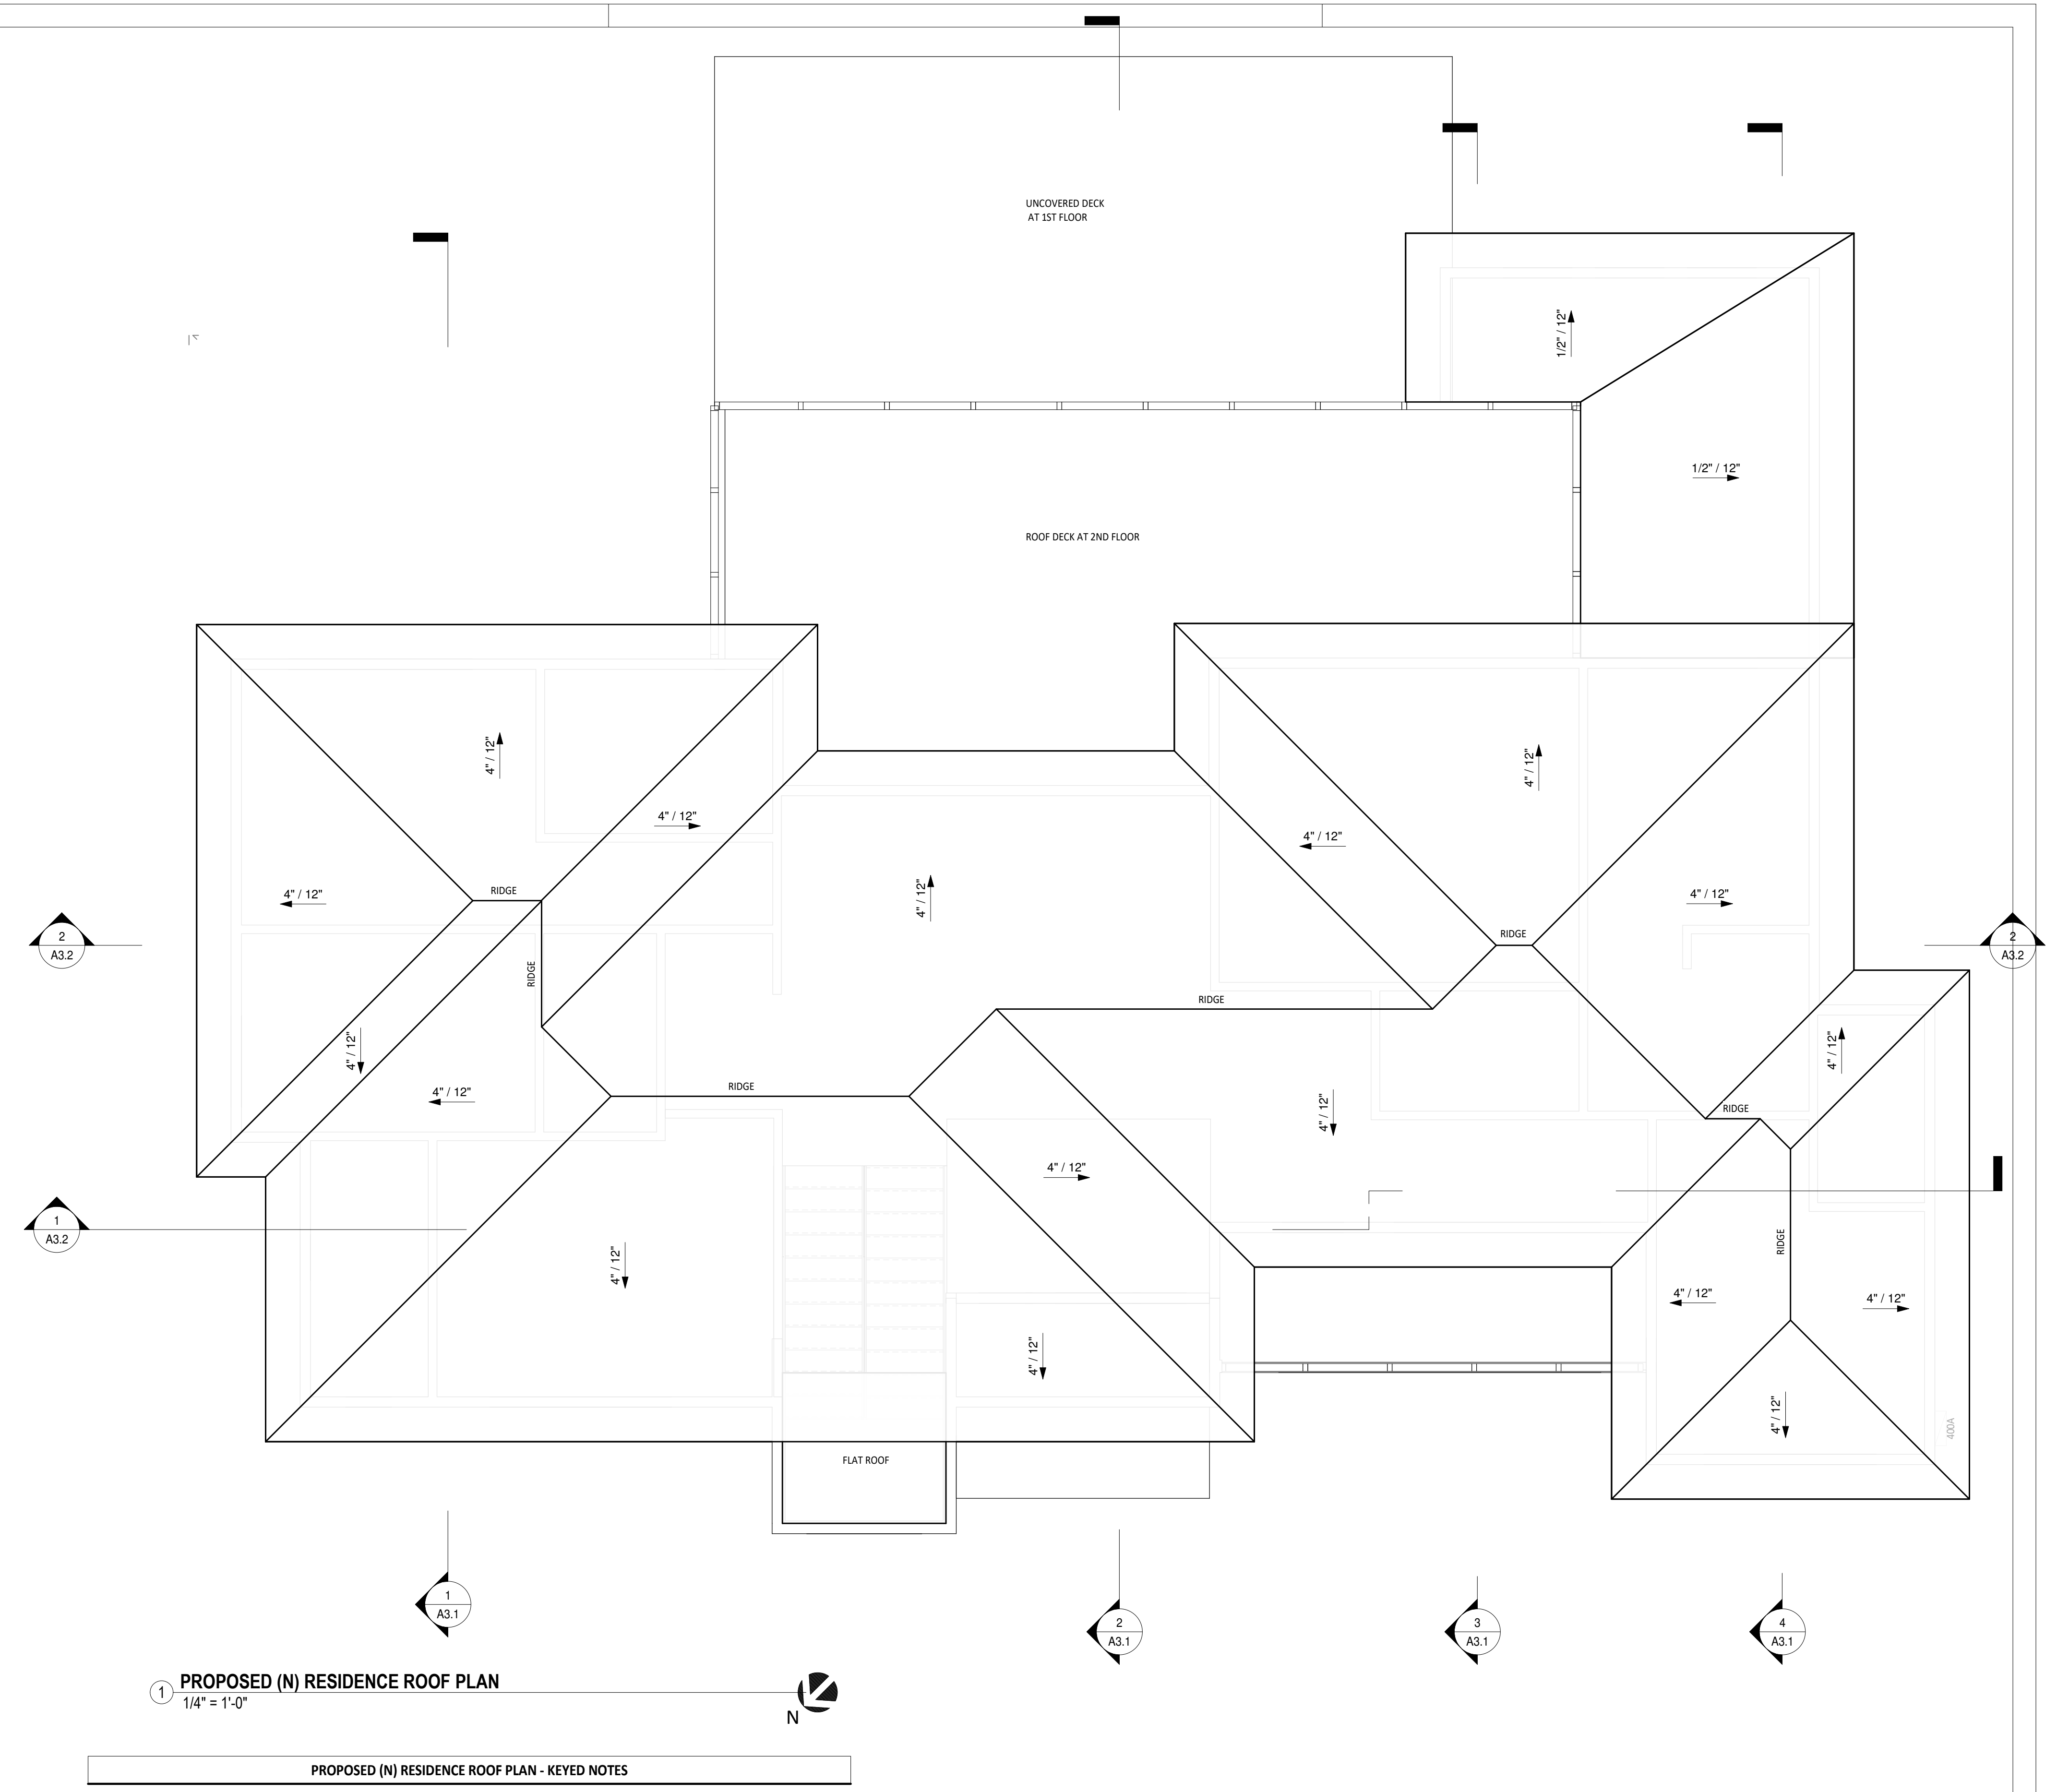 UNCOVERED DECK
AT 1ST FLOOR
1/2" / 12"
1/2" / 12"
ROOF DECK AT 2ND FLOOR
4" / 12"
4" / 12"
4" / 12"
4" / 12"
4" / 12"
4" / 12"
4" / 12"
RIDGE
RIDGE
2
A3.2
2
A3.2
RIDGE
RIDGE
4" / 12"
4" / 12"
4" / 12"
4" / 12"
RIDGE
RIDGE
4" / 12"
1
A3.2
RIDGE
4" / 12"
4" / 12"
4" / 12"
4" / 12"
4" / 12"
400A
FLAT ROOF
1
A3.1
2
A3.1
3
A3.1
4
A3.1
1
PROPOSED (N) RESIDENCE ROOF PLAN
1/4" = 1'-0"
N
PROPOSED (N) RESIDENCE ROOF PLAN - KEYED NOTES